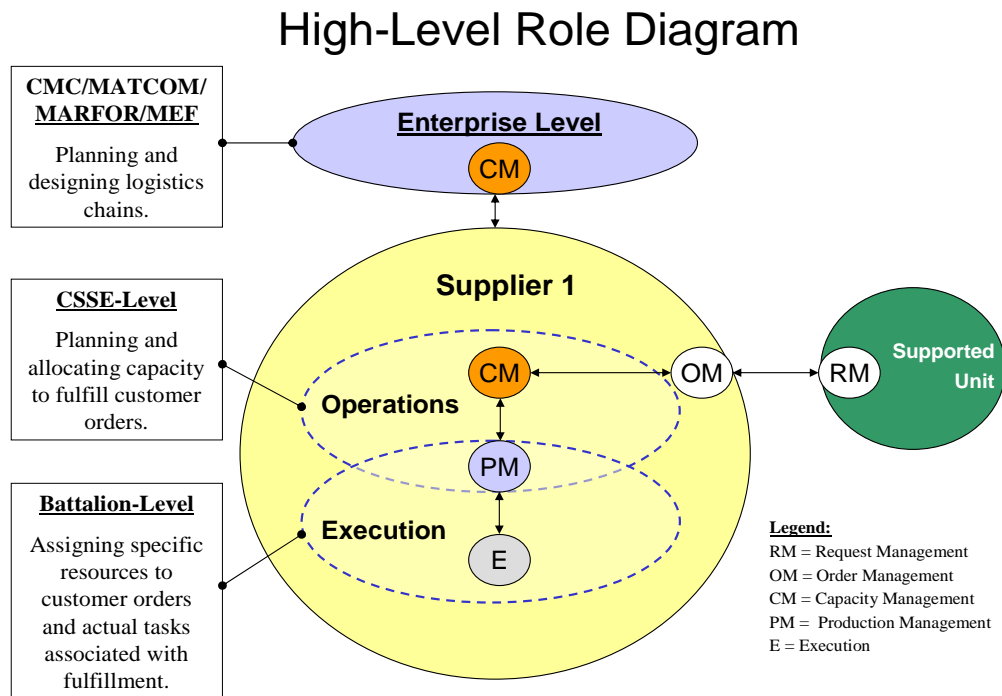 High-Level Role Diagram
CMC/MATCOM/
MARFOR/MEF
Planning and
designing logistics
chains.
Enterprise Level
CM
Supplier 1
CSSE-Level
Planning and
allocating capacity
to fulfill customer
orders.
CM
OM
RM
Supported
Unit
Operations
PM
Battalion-Level
Assigning specific
resources to
customer orders
and actual tasks
associated with
fulfillment.
Execution
E
Legend:
RM = Request Management
OM = Order Management
CM = Capacity Management
PM =  Production Management
E = Execution